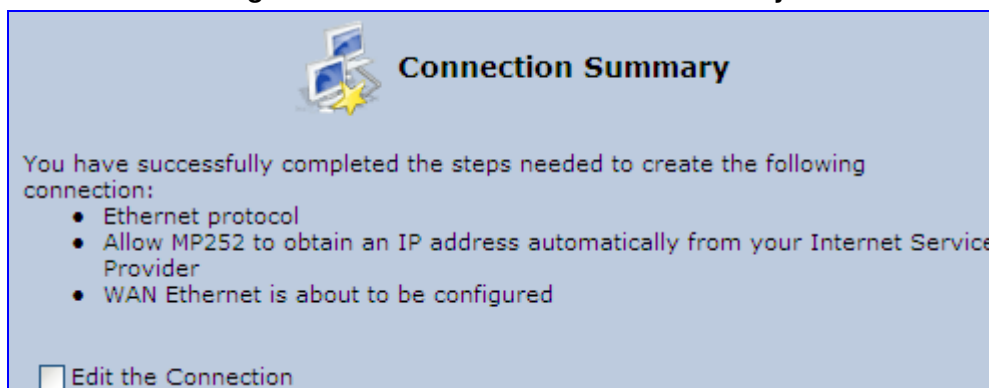 Connection Summary
You have successfully completed the steps needed to create the following
connection:
• Ethernet protocol
• Allow MP252 to obtain an IP address automatically from your Internet Service
Provider
• WAN Ethernet is about to be configured
Edit the Connection